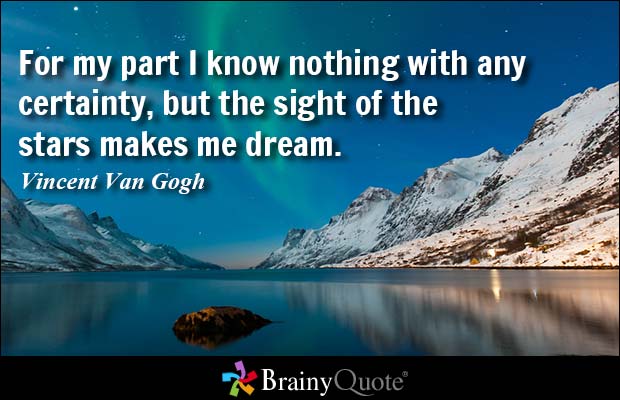 For my part I know nothing with any
certainty, but the sight of the
stars makes me dream.
Vincent Van Gogh
BrainyQuote®